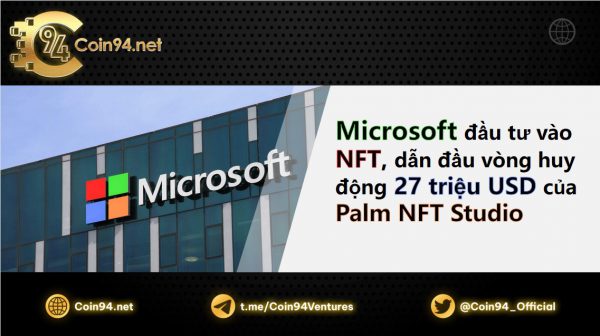 94 Coin94.net
Microsoft
Microsoft đầu tư vào
NFT, dẫn đầu vòng huy
động 27 triệu USD của
Palm NFT Studio
Coin94.net
t.me/Coin94Ventures
@Coin94_Official